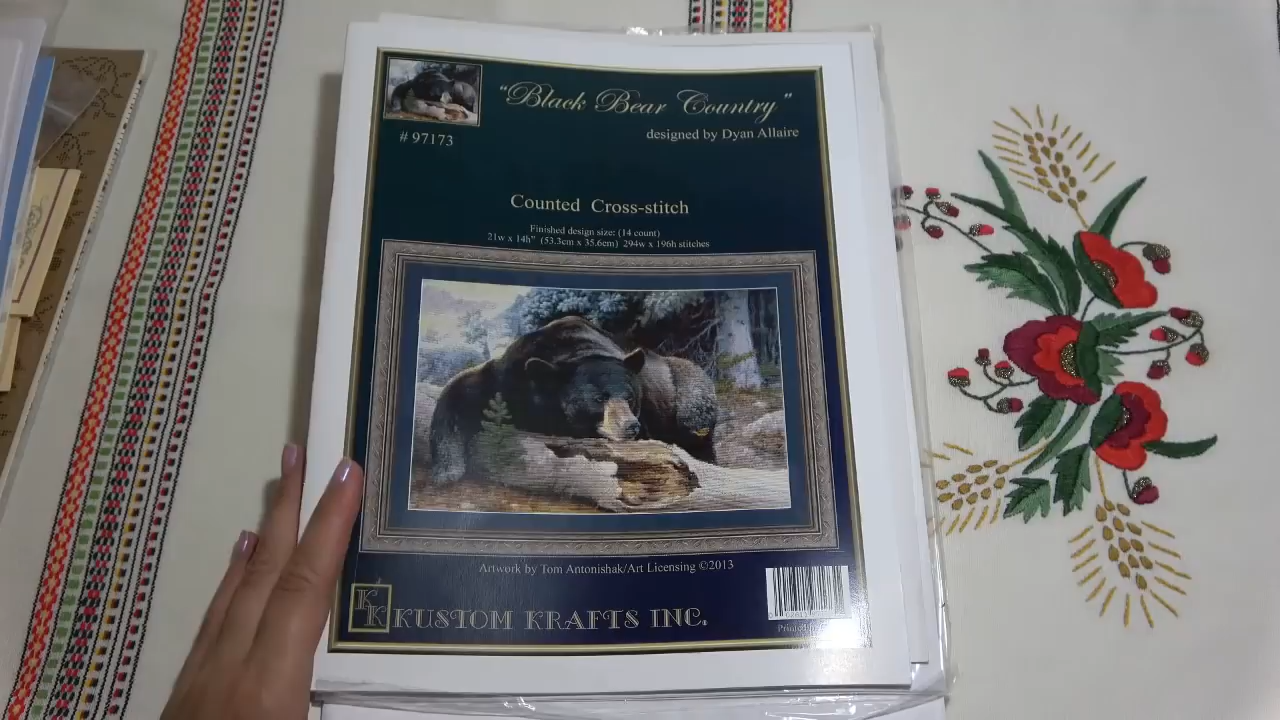 "Black Bear Country"
# 97173
designed by Dyan Allaire
Counted Cross-stitch
Finished design size: (14 count)
21w x 14h" (53.3cm x 35.6cm) 294w x 196h stitches
Artwork by Tom Antonishak/Art Licensing ©2013
KK KUSTOM KRAFTS INC.
Printed